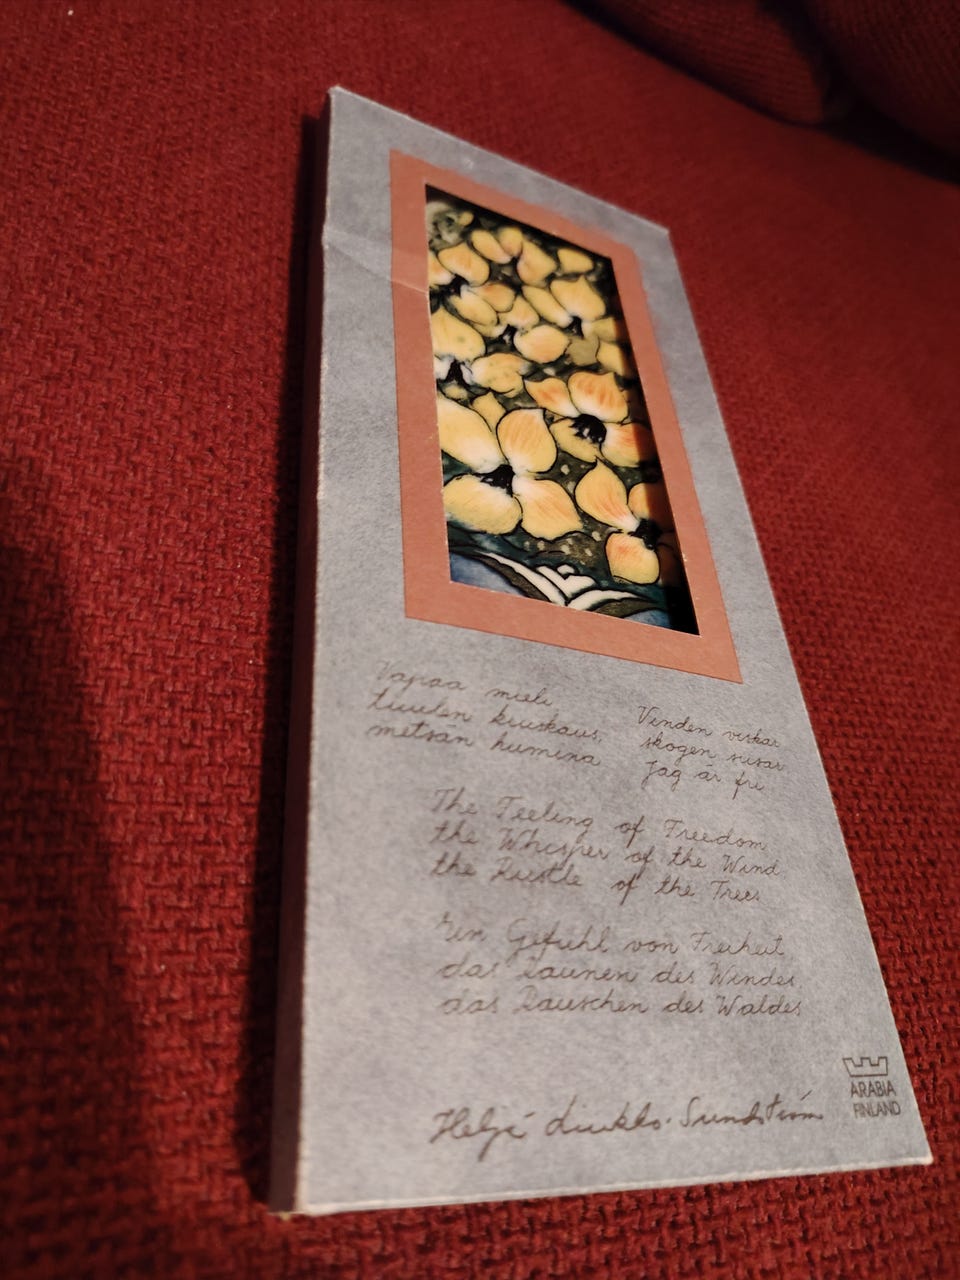 Vapaa mieli
tuulen kuiskaus,
metsän humina
Vinden viskar
skogen susar
Jag är fri
The Feeling of Freedom
the Whisper of the Wind
the Rustle of the Trees
Ein Gefühl von Freiheit
das Raunen des Windes
das Rauschen des Waldes
Heljä Liukko-Sundström
ARABIA
FINLAND